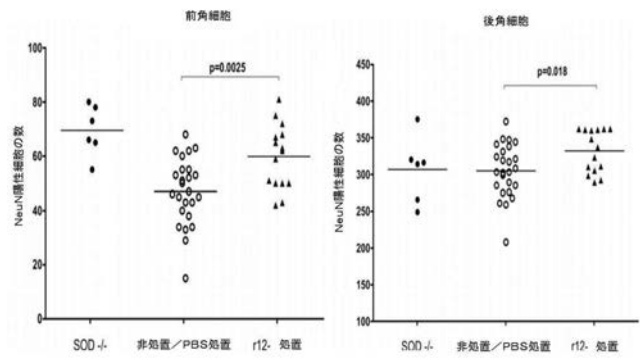 前角細胞
後角細胞
NeuN陽性細胞の数
100
80
60
40
20
0
p=0.0025
SOD -/-
非処置／PBS処置
r12- 処置
NeuN陽性細胞の数
450
400
350
300
250
200
150
100
p=0.018
SOD -/-
非処置／PBS処置
r12- 処置